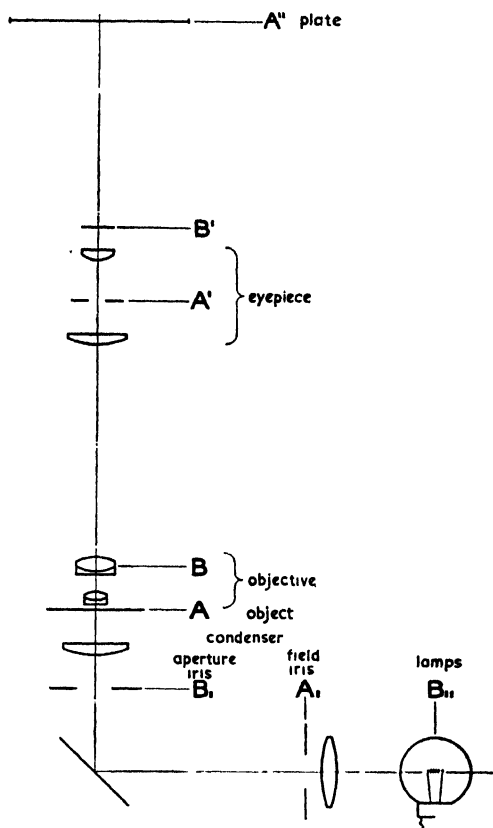 A" plate
B'
A' eyepiece
B
objective
A object
condenser
aperture iris
B₁
field iris
A₁
lamps
B₁₁